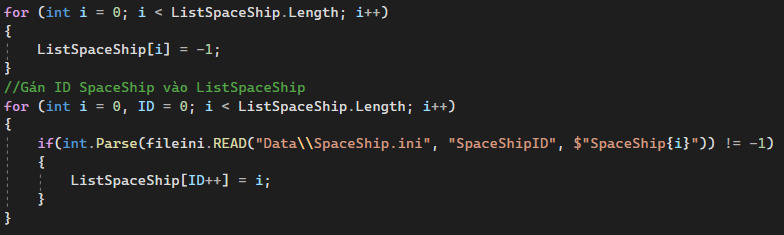 for (int i = 0; i < ListSpaceShip.Length; i++)
{
    ListSpaceShip[i] = -1;
}
//Gán ID SpaceShip vào ListSpaceShip
for (int i = 0, ID = 0; i < ListSpaceShip.Length; i++)
{
    if(int.Parse(fileini.READ("Data\\SpaceShip.ini", "SpaceShipID", $"SpaceShip{i}")) != -1)
    {
        ListSpaceShip[ID++] = i;
    }
}